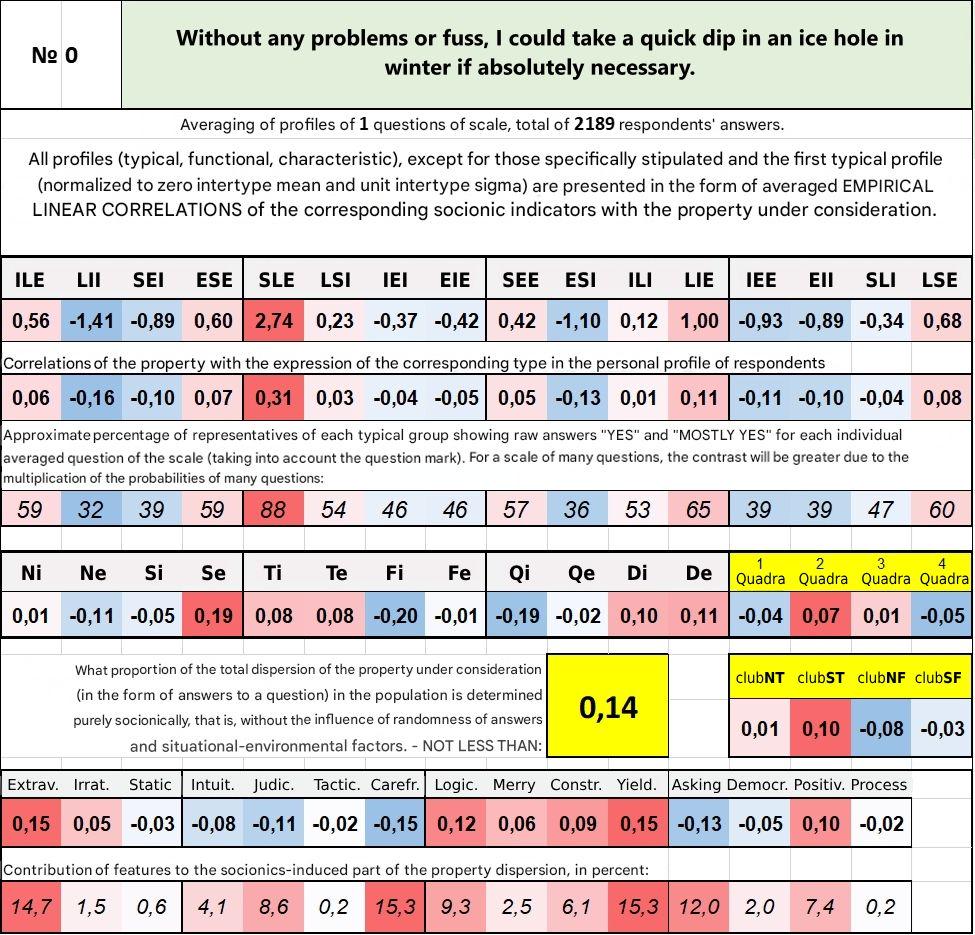 № 0
Without any problems or fuss, I could take a quick dip in an ice hole in
winter if absolutely necessary.
Averaging of profiles of 1 questions of scale, total of 2189 respondents' answers.
All profiles (typical, functional, characteristic), except for those specifically stipulated and the first typical profile
(normalized to zero intertype mean and unit intertype sigma) are presented in the form of averaged EMPIRICAL
LINEAR CORRELATIONS of the corresponding socionic indicators with the property under consideration.
ILE LII SEI ESE SLE LSI IEI EIE SEE ESI ILI LIE IEE EII SLI LSE
0,56 -1,41 -0,89 0,60 2,74 0,23 -0,37 -0,42 0,42 -1,10 0,12 1,00 -0,93 -0,89 -0,34 0,68
Correlations of the property with the expression of the corresponding type in the personal profile of respondents
0,06 -0,16 -0,10 0,07 0,31 0,03 -0,04 -0,05 0,05 -0,13 0,01 0,11 -0,11 -0,10 -0,04 0,08
Approximate percentage of representatives of each typical group showing raw answers "YES" and "MOSTLY YES" for each individual
averaged question of the scale (taking into account the question mark). For a scale of many questions, the contrast will be greater due to the
multiplication of the probabilities of many questions:
59 32 39 59 88 54 46 46 57 36 53 65 39 39 47 60
Ni Ne Si Se Ti Te Fi Fe Qi Qe Di De 1 Quadra 2 Quadra 3 Quadra 4 Quadra
0,01 -0,11 -0,05 0,19 0,08 0,08 -0,20 -0,01 -0,19 -0,02 0,10 0,11 -0,04 0,07 0,01 -0,05
What proportion of the total dispersion of the property under consideration
(in the form of answers to a question) in the population is determined
purely socionically, that is, without the influence of randomness of answers
and situational-environmental factors. - NOT LESS THAN:
0,14
clubNT clubST clubNF clubSF
0,01 0,10 -0,08 -0,03
Extrav. Irrat. Static Intuit. Judic. Tactic. Carefr. Logic. Merry Constr. Yield. Asking Democr. Positiv. Process
0,15 0,05 -0,03 -0,08 -0,11 -0,02 -0,15 0,12 0,06 0,09 0,15 -0,13 -0,05 0,10 -0,02
Contribution of features to the socionics-induced part of the property dispersion, in percent:
14,7 1,5 0,6 4,1 8,6 0,2 15,3 9,3 2,5 6,1 15,3 12,0 2,0 7,4 0,2